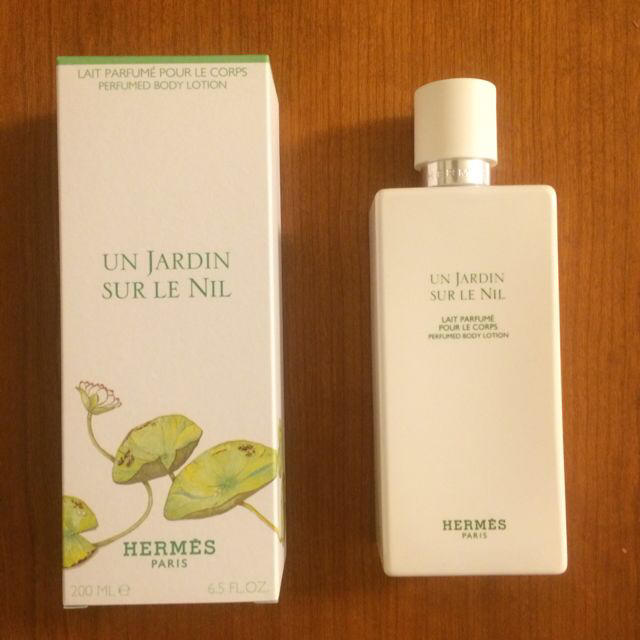 LAIT PARFUMÉ POUR LE CORPS
PERFUMED BODY LOTION
UN JARDIN
SUR LE NIL
HERMÈS
PARIS
200 ML e
6.5 FL.OZ.
UN JARDIN
SUR LE NIL
LAIT PARFUMÉ
POUR LE CORPS
PERFUMED BODY LOTION
HERMÈS
PARIS